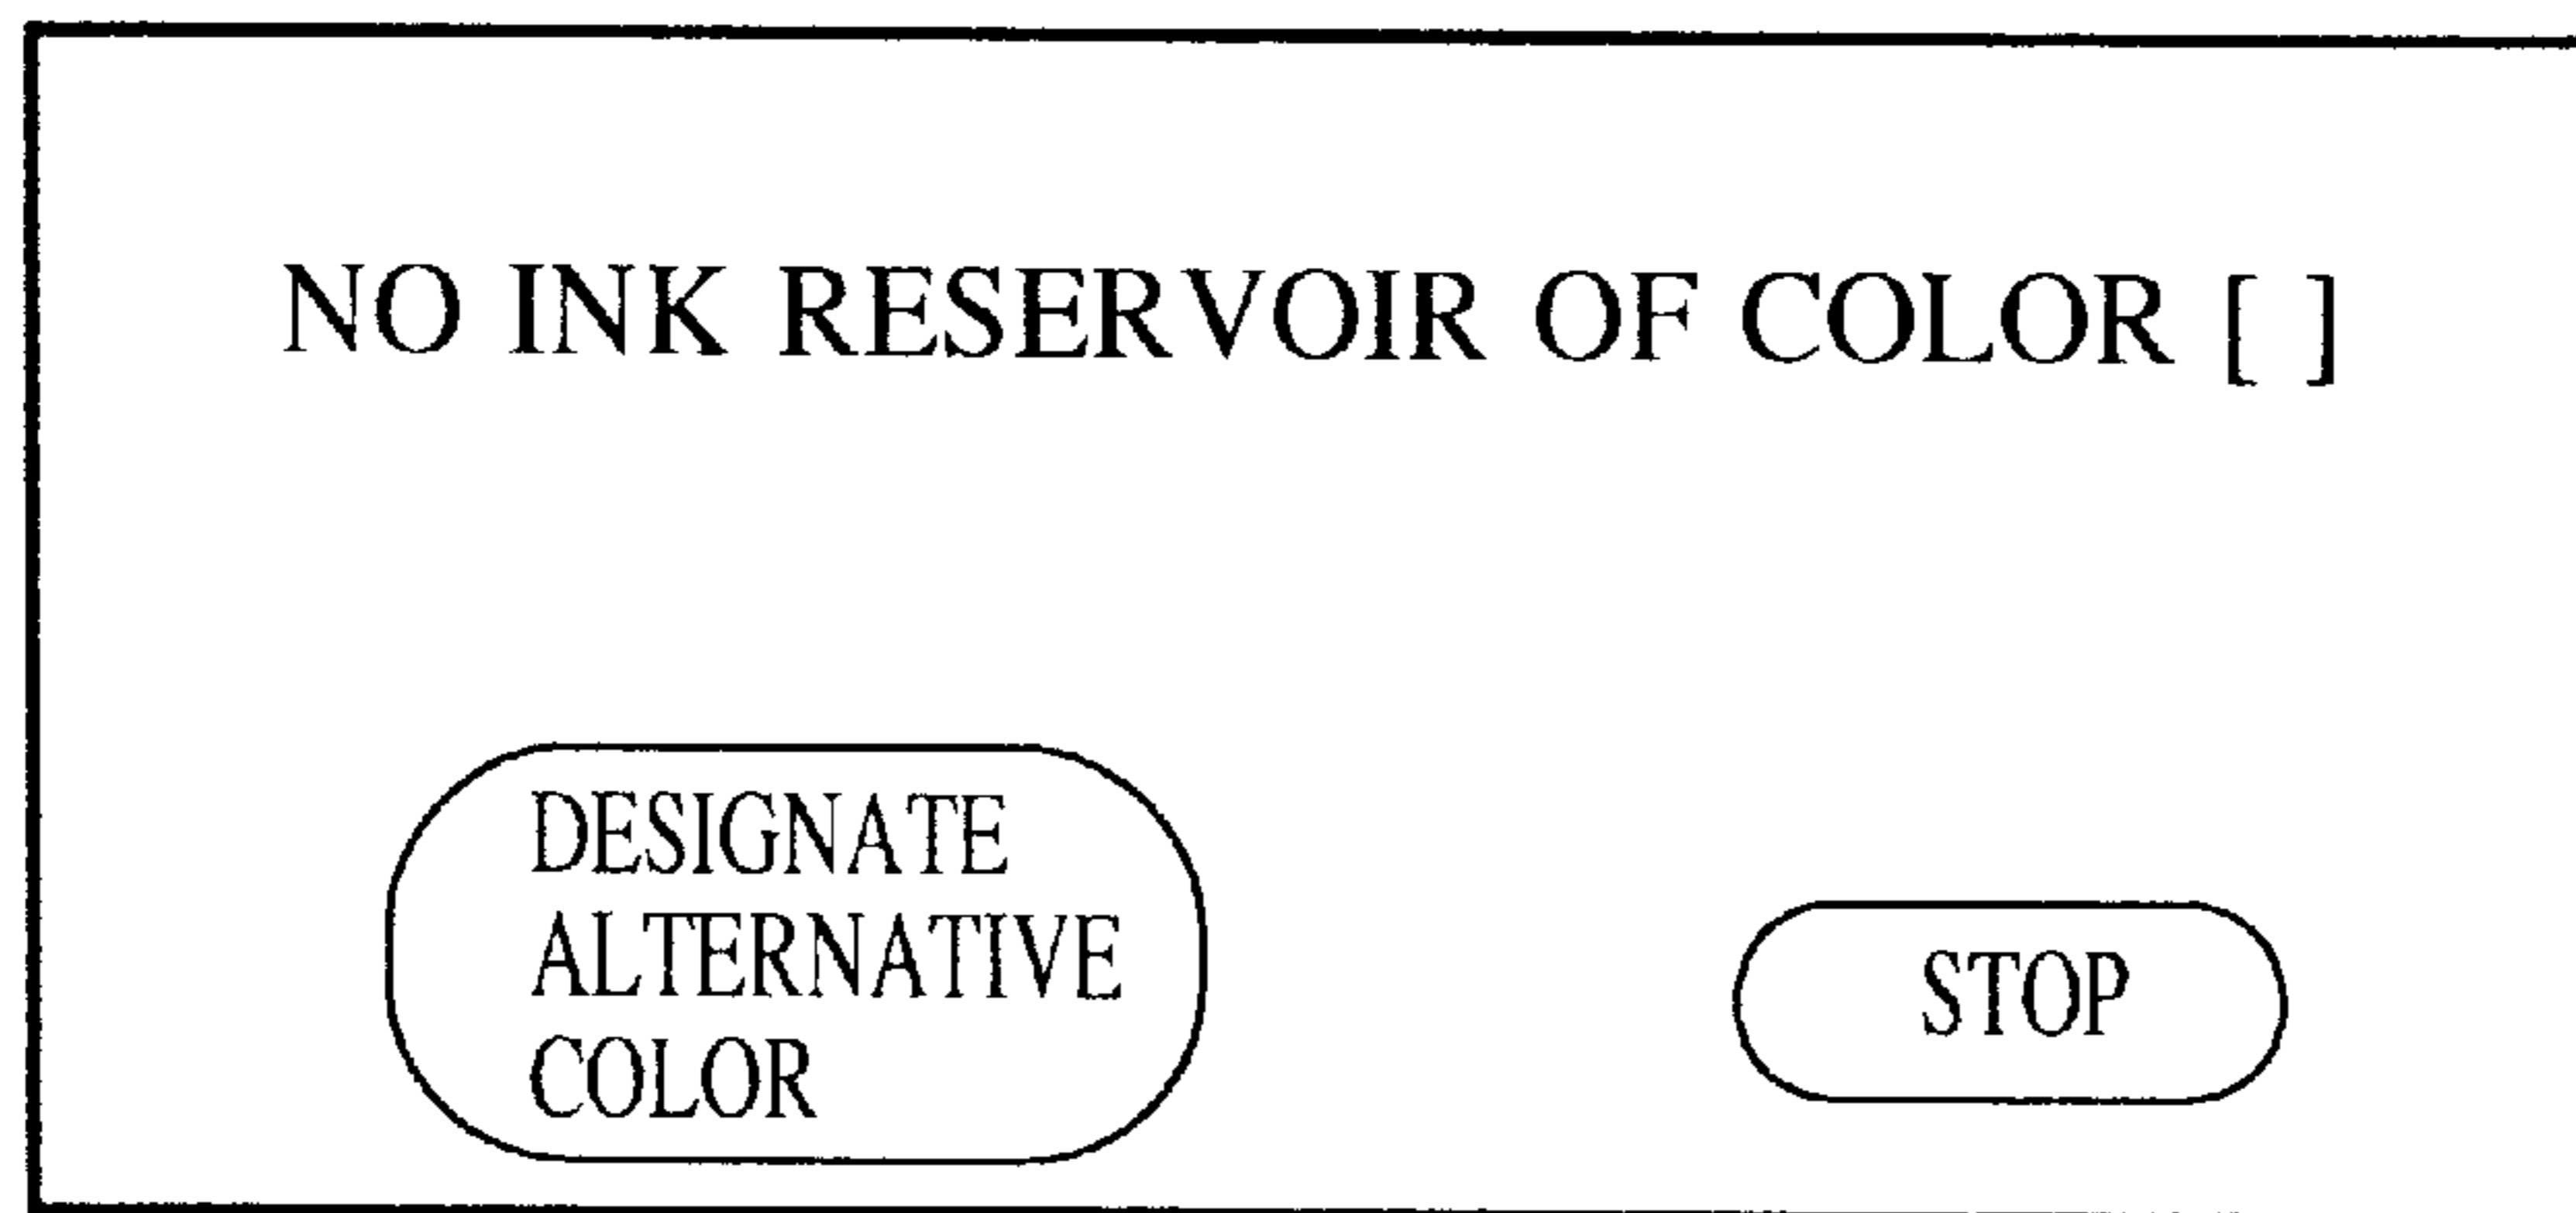 NO INK RESERVOIR OF COLOR [ ]
DESIGNATE
ALTERNATIVE
COLOR
STOP